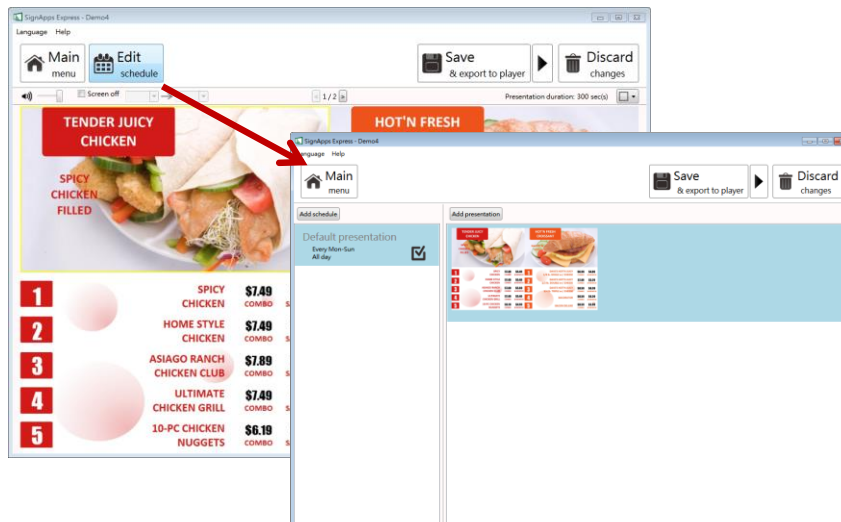 SignApps Express - Demo4
Language Help
Main
menu
Edit
schedule
Save
& export to player
Discard
changes
Screen off
1 / 2
Presentation duration: 300 sec(s)
TENDER JUICY
CHICKEN
SPICY
CHICKEN
FILLED
HOT'N FRESH
1
SPICY
CHICKEN
$7.49
COMBO
2
HOME STYLE
CHICKEN
$7.49
COMBO
3
ASIAGO RANCH
CHICKEN CLUB
$7.89
COMBO
4
ULTIMATE
CHICKEN GRILL
$7.49
COMBO
5
10-PC CHICKEN
NUGGETS
$6.19
COMBO
SignApps Express - Demo4
Language Help
Main
menu
Save
& export to player
Discard
changes
Add schedule
Add presentation
Default presentation
Every Mon-Sun
All day